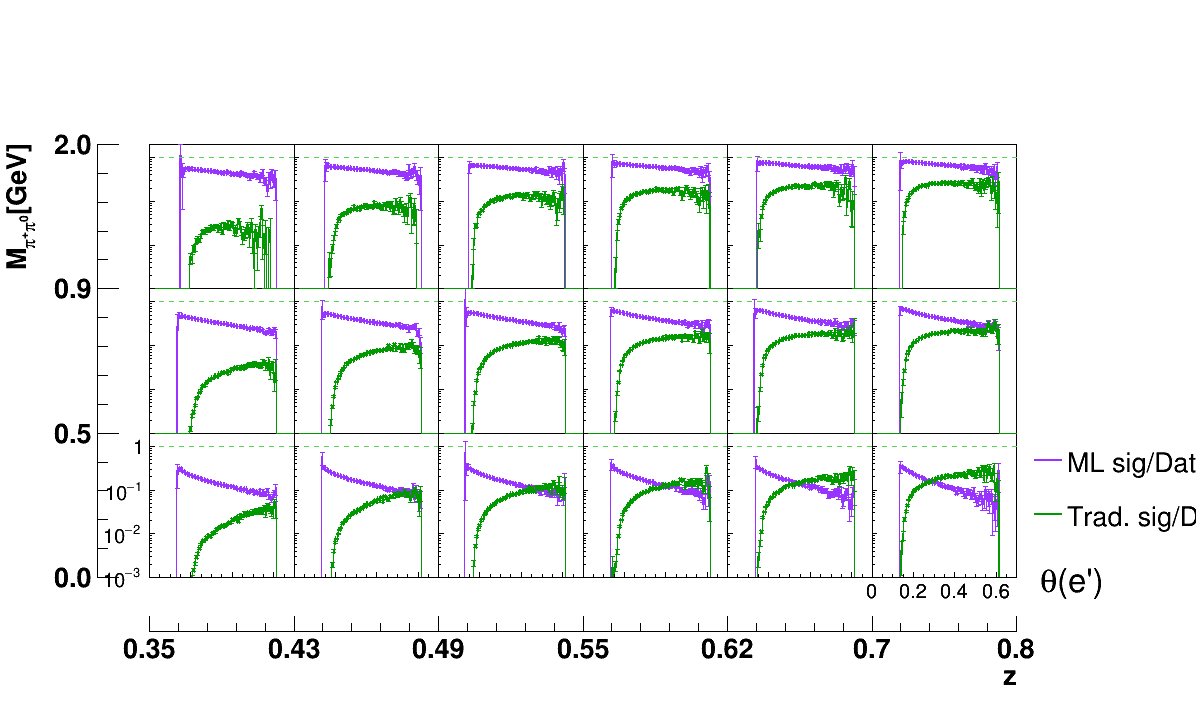 2.0
M_{π⁺π⁰}[GeV]
0.9
0.5
1
10⁻¹
10⁻²
10⁻³
0.0
ML sig/Dat
Trad. sig/D
0 0.2 0.4 0.6
θ(e')
0.35 0.43 0.49 0.55 0.62 0.7 0.8
z